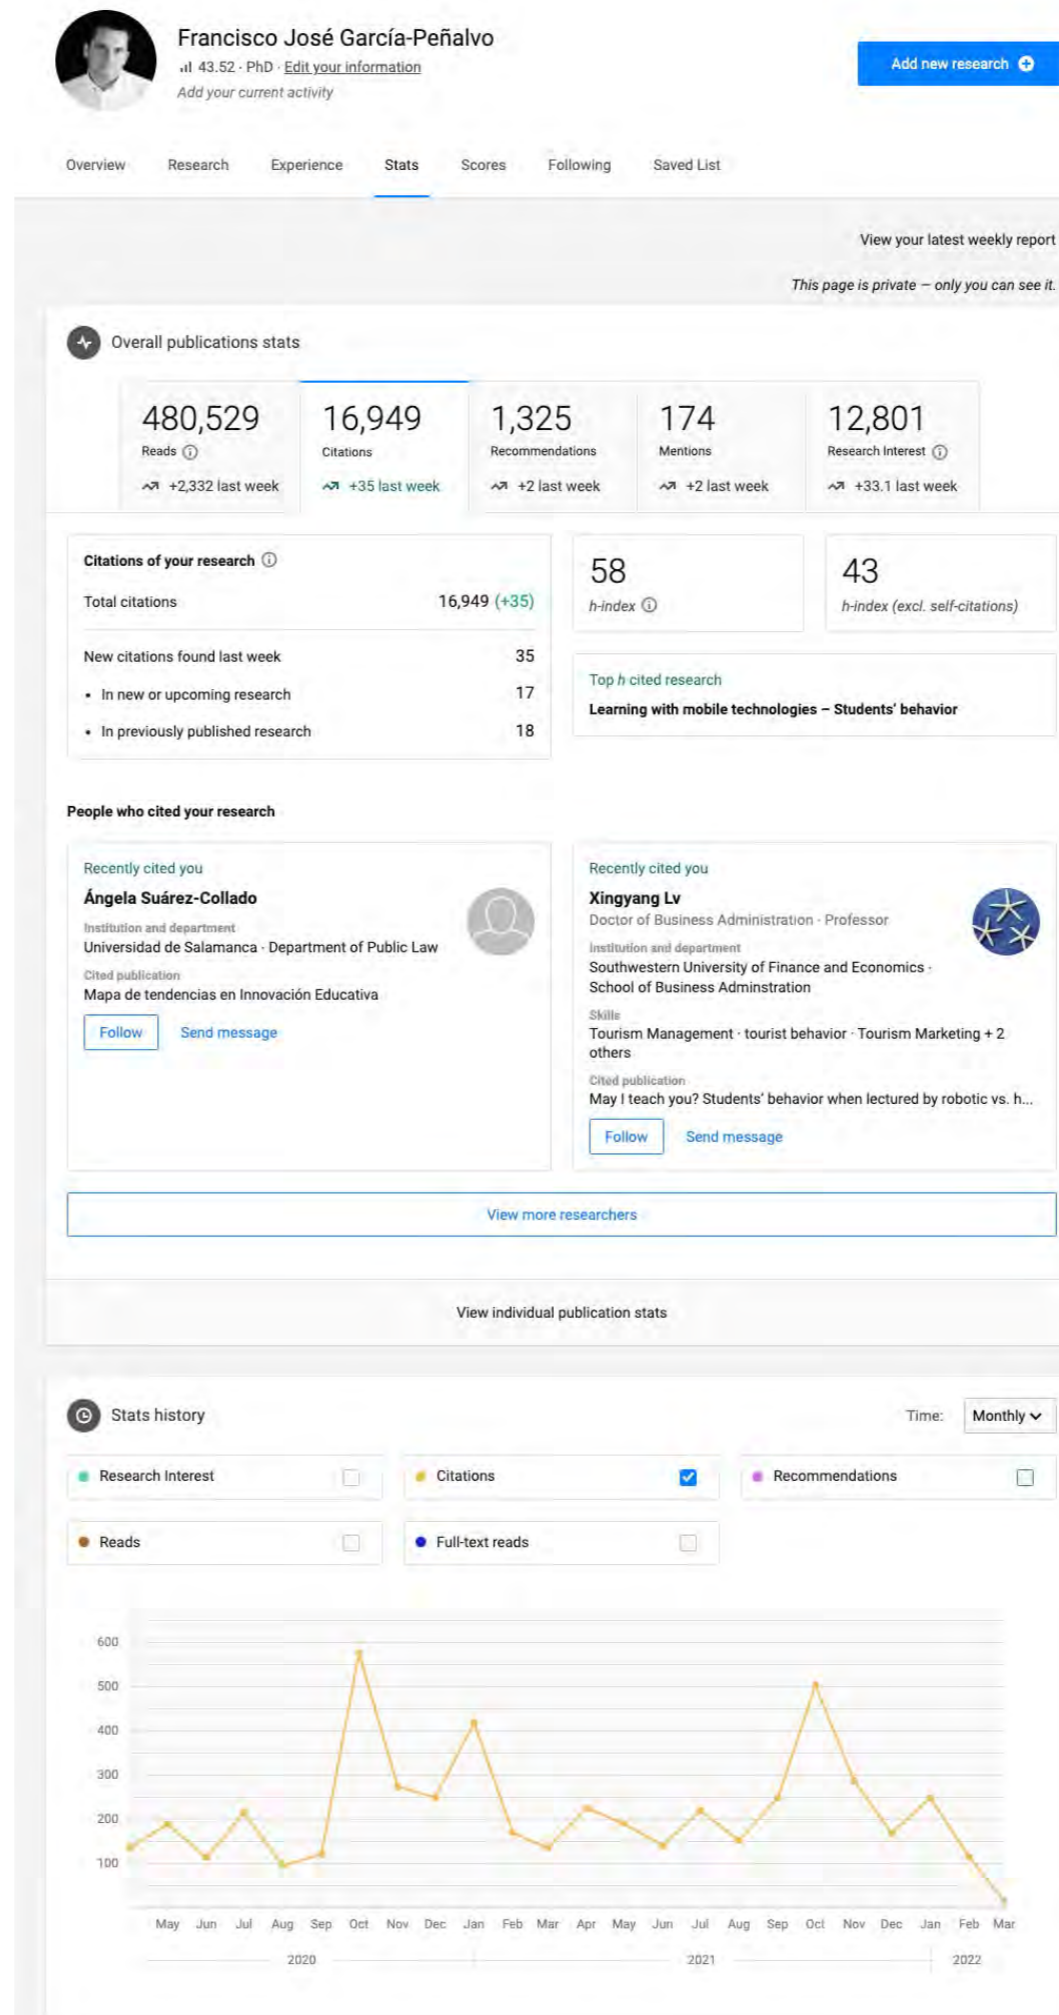 Francisco José García-Peñalvo
43.52 · PhD · Edit your information
Add your current activity
Add new research
Overview Research Experience Stats Scores Following Saved List
View your latest weekly report
This page is private – only you can see it.
Overall publications stats
480,529 16,949 1,325 174 12,801
Reads Citations Recommendations Mentions Research Interest
+2,332 last week +35 last week +2 last week +2 last week +33.1 last week
Citations of your research
Total citations 16,949 (+35)
New citations found last week 35
• In new or upcoming research 17
• In previously published research 18
58
h-index
43
h-index (excl. self-citations)
Top h cited research
Learning with mobile technologies – Students' behavior
People who cited your research
Recently cited you
Ángela Suárez-Collado
Institution and department
Universidad de Salamanca · Department of Public Law
Cited publication
Mapa de tendencias en Innovación Educativa
Follow Send message
Recently cited you
Xingyang Lv
Doctor of Business Administration · Professor
Institution and department
Southwestern University of Finance and Economics ·
School of Business Adminstration
Skills
Tourism Management · tourist behavior · Tourism Marketing + 2
others
Cited publication
May I teach you? Students' behavior when lectured by robotic vs. h...
Follow Send message
View more researchers
View individual publication stats
Stats history
Time: Monthly
Research Interest Citations Recommendations
Reads Full-text reads
600
500
400
300
200
100
May Jun Jul Aug Sep Oct Nov Dec Jan Feb Mar Apr May Jun Jul Aug Sep Oct Nov Dec Jan Feb Mar
2020 2021 2022